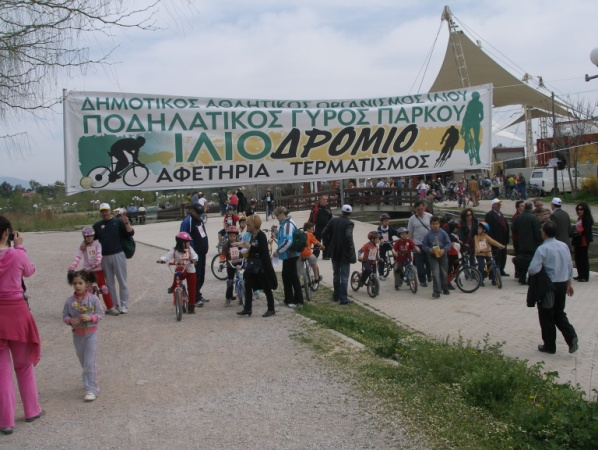 ΔΗΜΟΤΙΚΟΣ ΑΘΛΗΤΙΚΟΣ ΟΡΓΑΝΙΣΜΟΣ ΙΛΙΟΥ
ΠΟΔΗΛΑΤΙΚΟΣ ΓΥΡΟΣ ΠΑΡΚΟΥ
ΙΛΙΟΔΡΟΜΙΟ
ΑΦΕΤΗΡΙΑ - ΤΕΡΜΑΤΙΣΜΟΣ